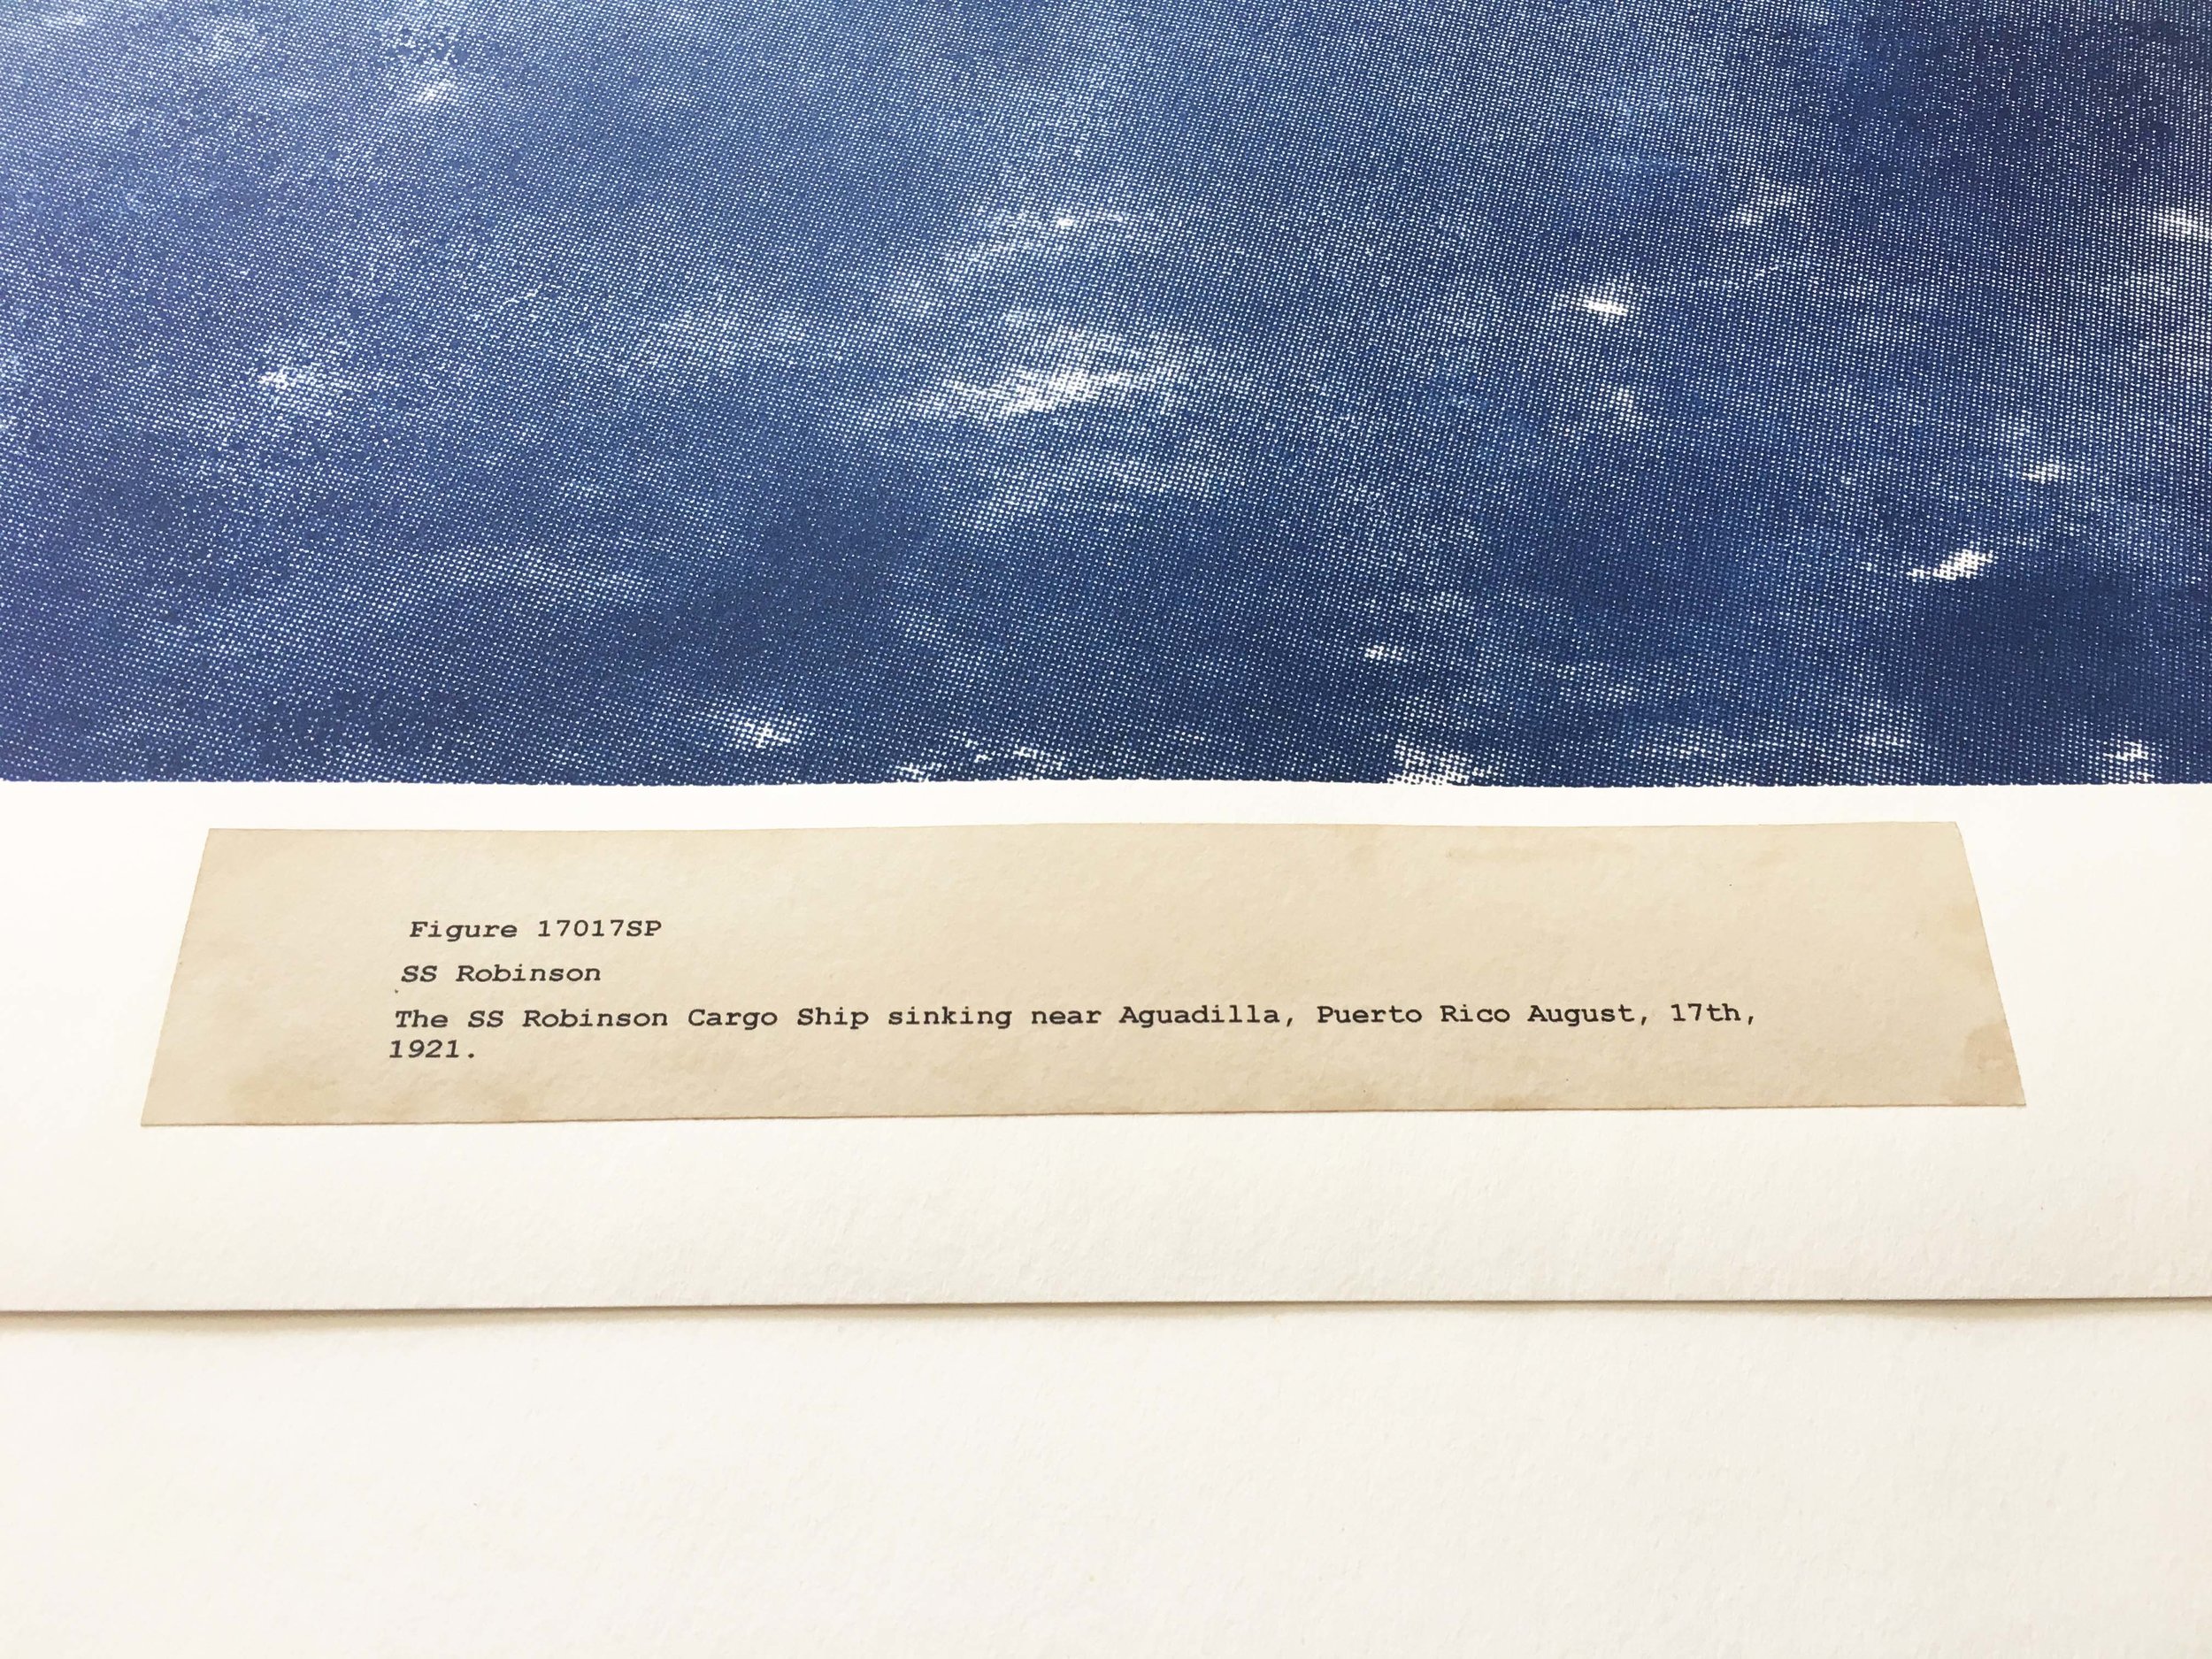 Figure 17017SP
SS Robinson
The SS Robinson Cargo Ship sinking near Aguadilla, Puerto Rico August, 17th,
1921.